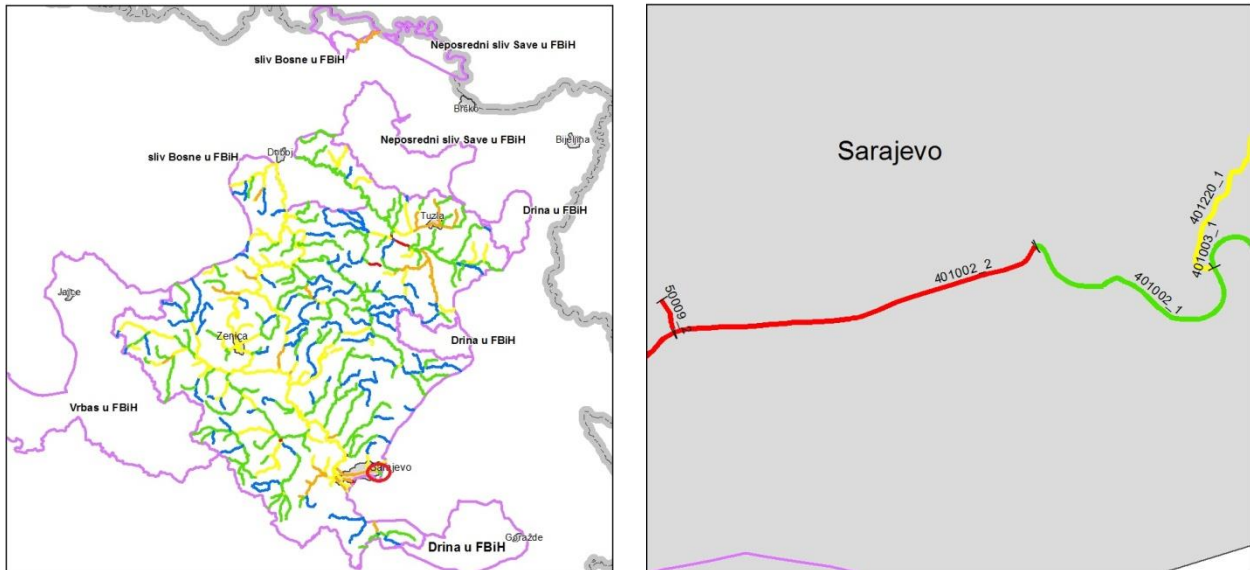 sliv Bosne u FBiH
Neposredni sliv Save u FBiH
Brčko
Bijeljina
Neposredni sliv Save u FBiH
Doboj
sliv Bosne u FBiH
Tuzla
Drina u FBiH
Jajce
Zenica
Drina u FBiH
Vrbas u FBiH
Sarajevo
Drina u FBiH
Goražde
Sarajevo
401220_1
401003_1
401002_2
401002_1